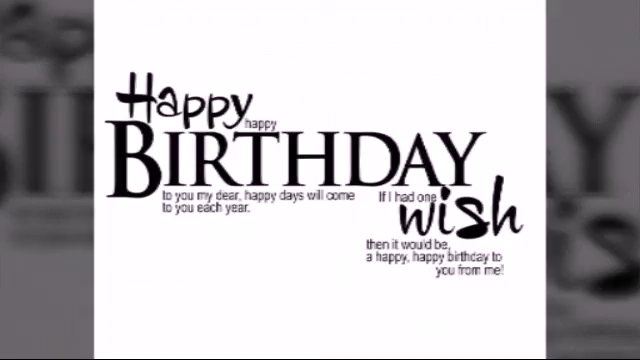 Happy
happy
BIRTHDAY
to you my dear, happy days will come
to you each year.
If I had one
wish
then it would be,
a happy, happy birthday to
you from me!